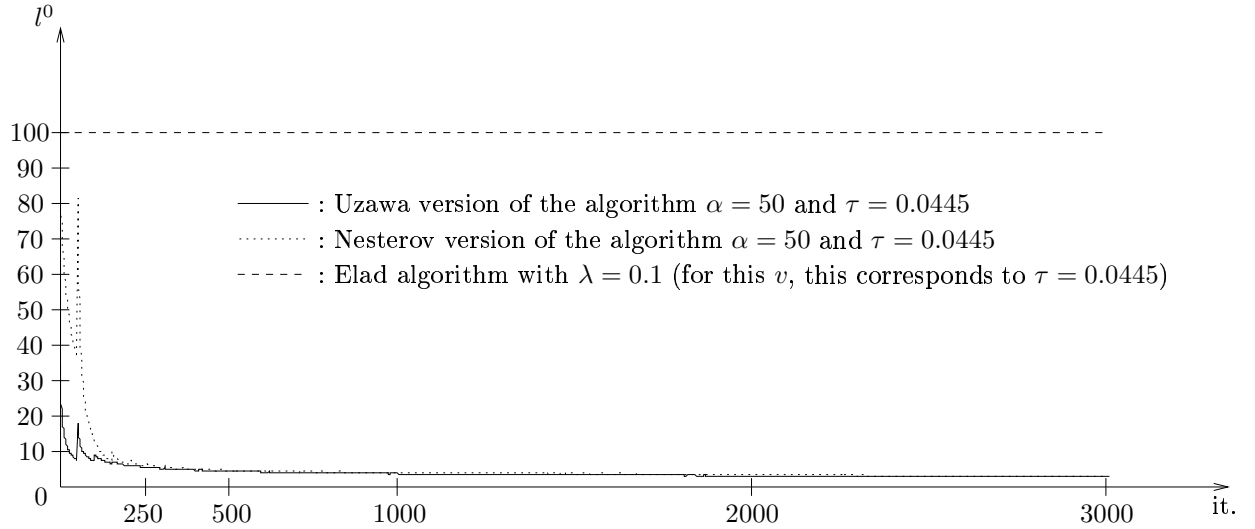 l⁰
100
90
80
: Uzawa version of the algorithm α = 50 and τ = 0.0445
70
: Nesterov version of the algorithm α = 50 and τ = 0.0445
60
: Elad algorithm with λ = 0.1 (for this v, this corresponds to τ = 0.0445)
50
40
30
20
10
0
250 500 1000 2000 3000 it.